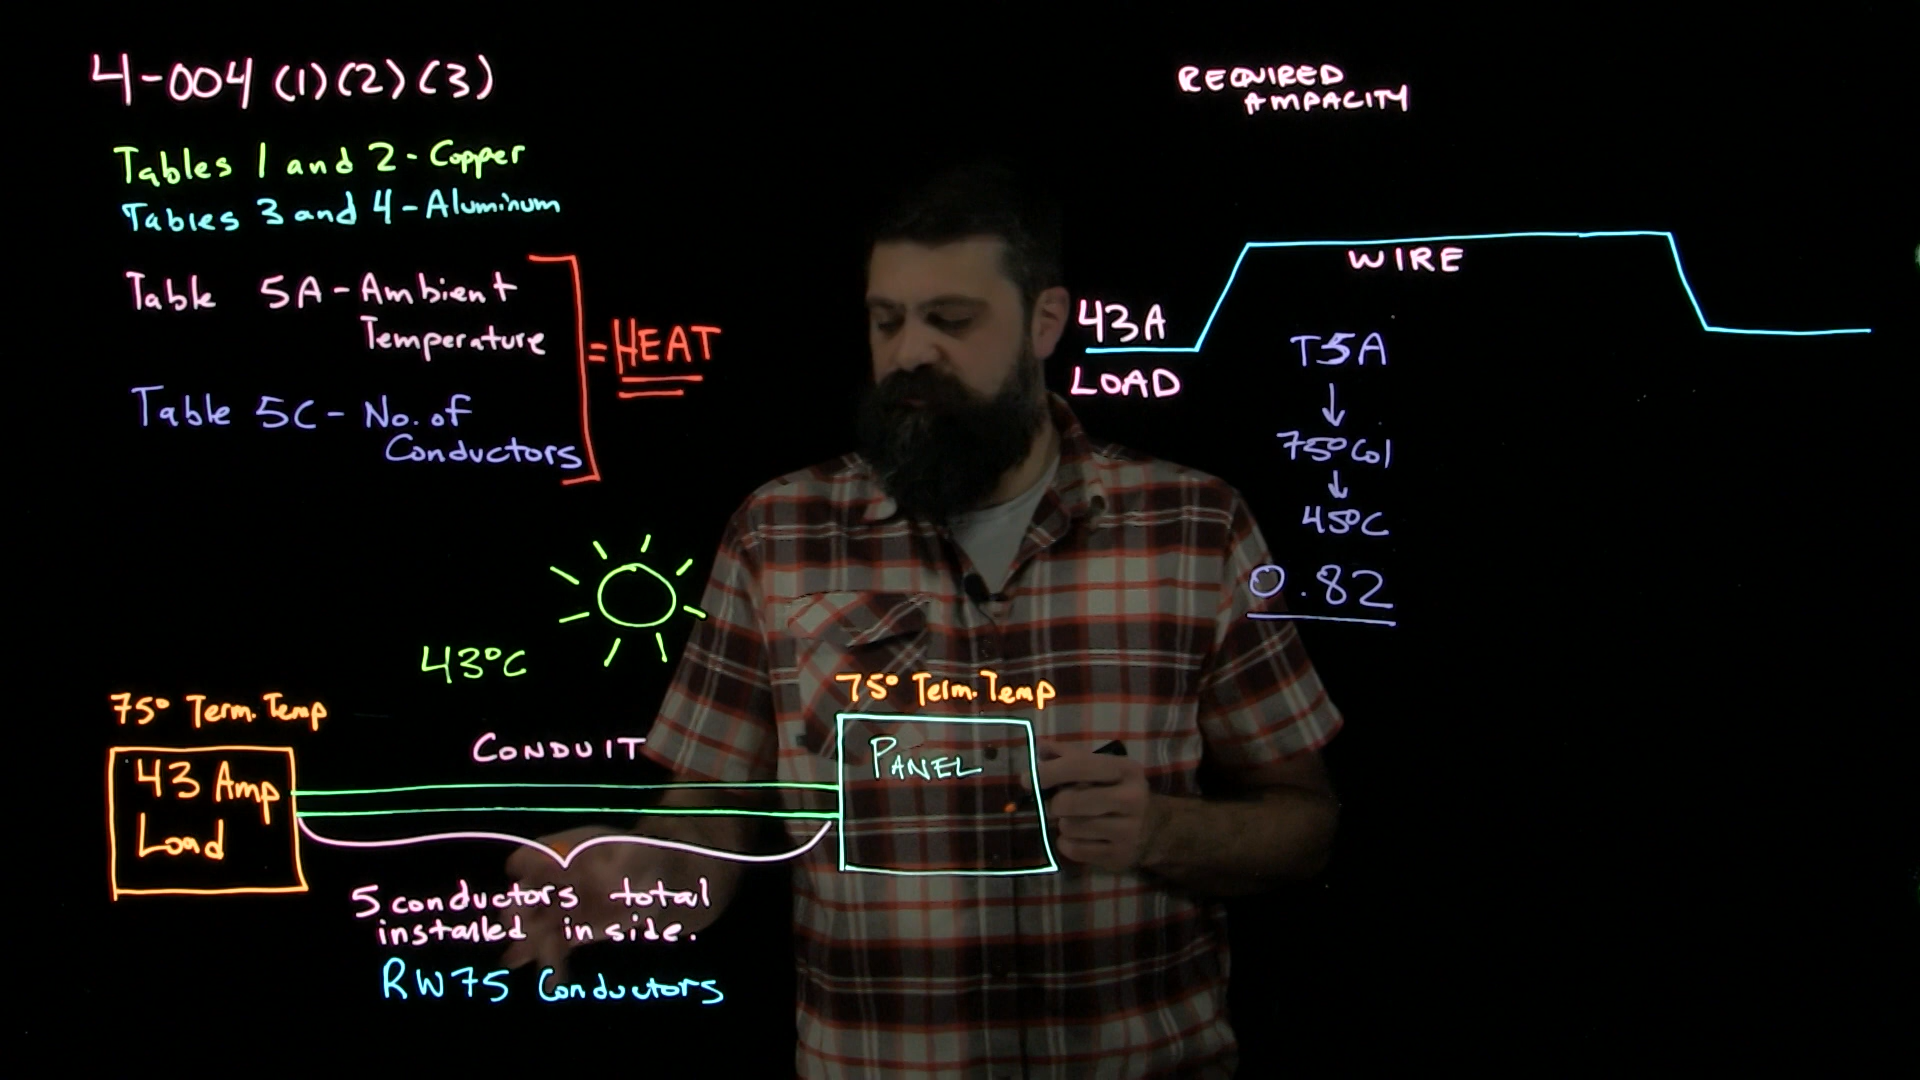 4-004 (1)(2)(3)
Tables 1 and 2 - Copper
Tables 3 and 4 - Aluminum
Table 5A - Ambient
Temperature
= HEAT
Table 5C - No. of
Conductors
43°C
75° Term. Temp
43 Amp
Load
CONDUIT
5 conductors total
installed inside.
RW75 Conductors
75° Term. Temp
PANEL
REQUIRED
AMPACITY
43A
LOAD
WIRE
T5A
75° Col
45°C
0.82